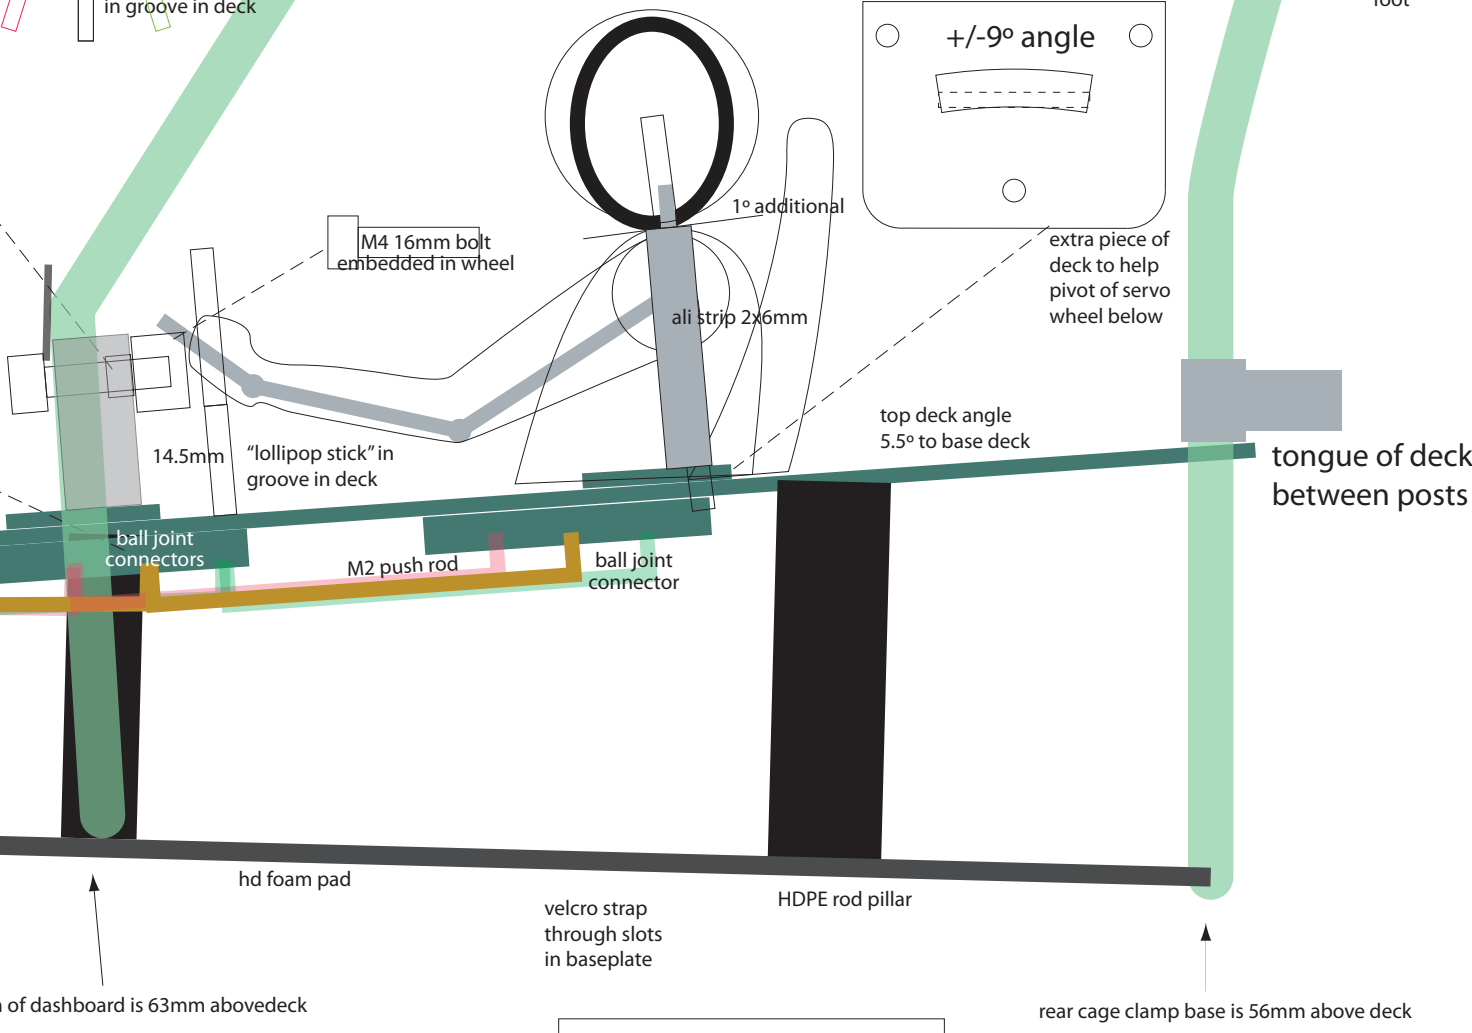 in groove in deck
foot
+/-9º angle
1º additional
M4 16mm bolt
embedded in wheel
extra piece of
deck to help
pivot of servo
wheel below
ali strip 2x6mm
top deck angle
5.5º to base deck
14.5mm
"lollipop stick" in
groove in deck
tongue of deck
between posts
ball joint
connectors
M2 push rod
ball joint
connector
hd foam pad
HDPE rod pillar
velcro strap
through slots
in baseplate
of dashboard is 63mm abovedeck
rear cage clamp base is 56mm above deck